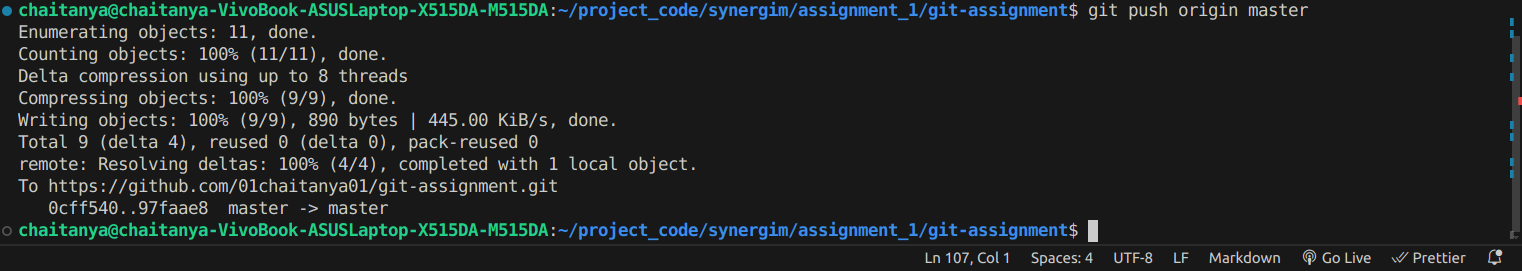 chaitanya@chaitanya-VivoBook-ASUSLaptop-X515DA-M515DA:~/project_code/synergim/assignment_1/git-assignment$ git push origin master
Enumerating objects: 11, done.
Counting objects: 100% (11/11), done.
Delta compression using up to 8 threads
Compressing objects: 100% (9/9), done.
Writing objects: 100% (9/9), 890 bytes | 445.00 KiB/s, done.
Total 9 (delta 4), reused 0 (delta 0), pack-reused 0
remote: Resolving deltas: 100% (4/4), completed with 1 local object.
To https://github.com/01chaitanya01/git-assignment.git
   0cff540..97faae8  master -> master
chaitanya@chaitanya-VivoBook-ASUSLaptop-X515DA-M515DA:~/project_code/synergim/assignment_1/git-assignment$
Ln 107, Col 1 Spaces: 4 UTF-8 LF Markdown Go Live Prettier